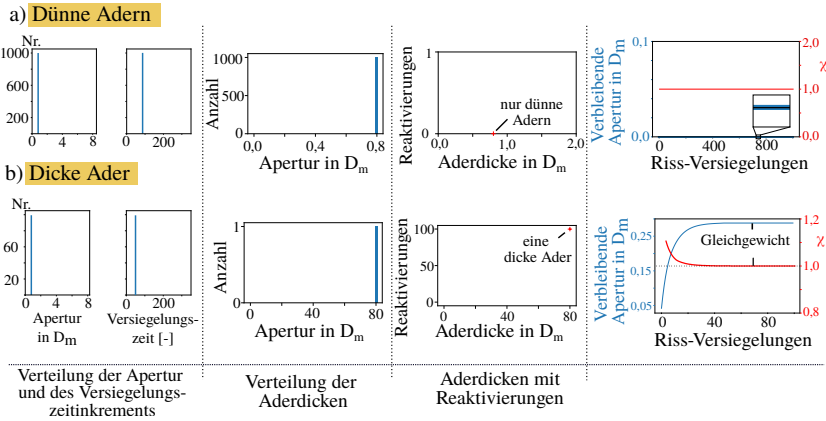 a) Dünne Adern
Nr.
1000
800
400
0
0 4 8
0 200
Anzahl
1000
500
0
0,0 0,4 0,8
Apertur in Dm
Reaktivierungen
1
0
nur dünne
Adern
0,0 1,0 2,0
Aderdicke in Dm
Verbleibende
Apertur in Dm
0,1
0,0
2,0
χ
1,0
0,0
0 400 800
Riss-Versiegelungen
b) Dicke Ader
Nr.
60
20
0 4 8
Apertur
in Dm
0 200
Versiegelungs-
zeit [-]
Anzahl
1
0
0 40 80
Apertur in Dm
Reaktivierungen
100
50
0
eine
dicke Ader
0 40 80
Aderdicke in Dm
Verbleibende
Apertur in Dm
0,25
0,15
0,05
Gleichgewicht
1,2
χ
1,0
0,8
0 40 80
Riss-Versiegelungen
Verteilung der Apertur
und des Versiegelungs-
zeitinkrements
Verteilung der
Aderdicken
Aderdicken mit
Reaktivierungen